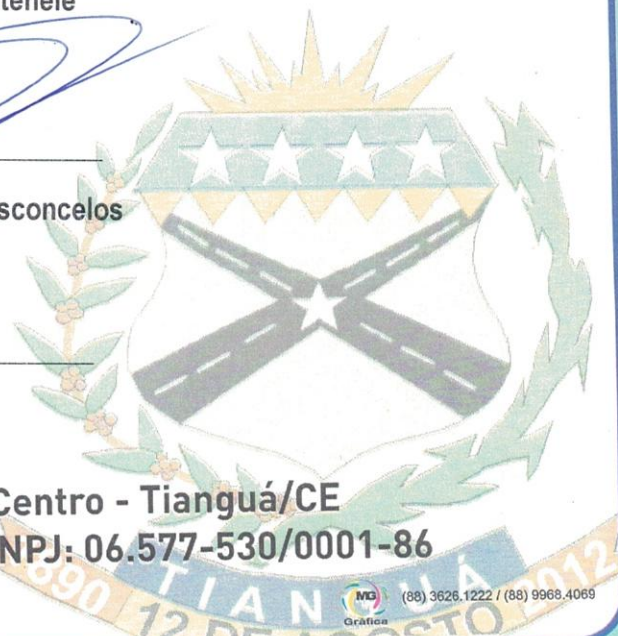 sconcelos
Centro - Tianguá/CE
NPJ: 06.577-530/0001-86
890 TIANGUÁ 2012
12 DE AGOSTO
MG Gráfica (88) 3626.1222 / (88) 9968.4069